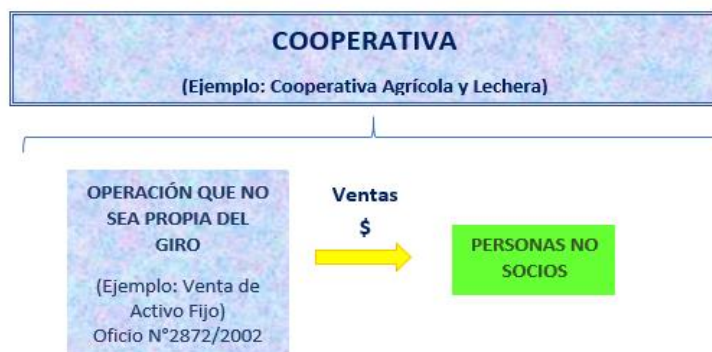 COOPERATIVA
(Ejemplo: Cooperativa Agrícola y Lechera)
OPERACIÓN QUE NO
SEA PROPIA DEL
GIRO
(Ejemplo: Venta de
Activo Fijo)
Oficio N°2872/2002
Ventas
$
PERSONAS NO
SOCIOS